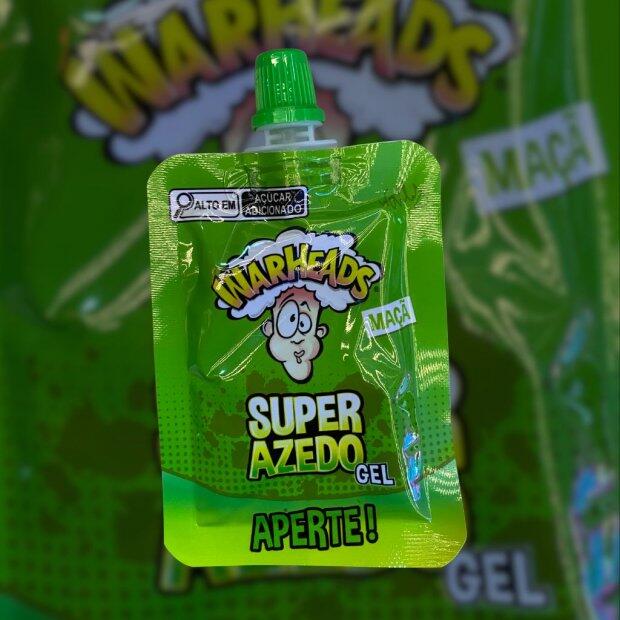 WARHEADS
MAÇÃ
ALTO EM
AÇÚCAR
ADICIONADO
WARHEADS
MAÇÃ
SUPER
AZEDO
GEL
APERTE!
GEL